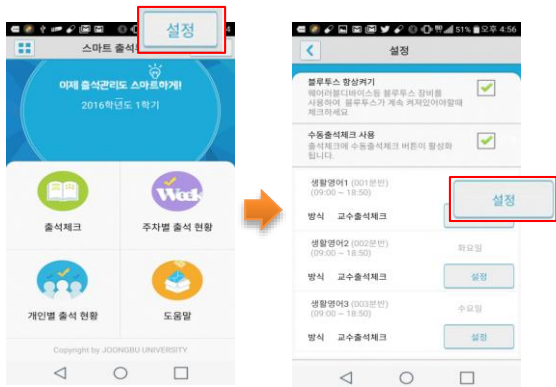 설정
4
스마트 출석
이제 출석관리도 스마트하게!
2016학년도 1학기
Week
출석체크
주차별 출석 현황
개인별 출석 현황
도움말
Copyright by JOONGBU UNIVERSITY
51% 오후 4:56
설정
블루투스 항상켜기
웨어러블디바이스등 블루투스 장비를
사용하여 블루투스가 계속 켜져있어야할때
체크하세요
수동출석체크 사용
출석체크에 수동출석체크 버튼이 활성화
됩니다.
생활영어1 (001분반)
(09:00 ~ 18:50)
설정
방식 교수출석체크
생활영어2 (002분반)
(09:00 ~ 18:50)
화요일
방식 교수출석체크
설정
생활영어3 (003분반)
(09:00 ~ 18:50)
수요일
방식 교수출석체크
설정